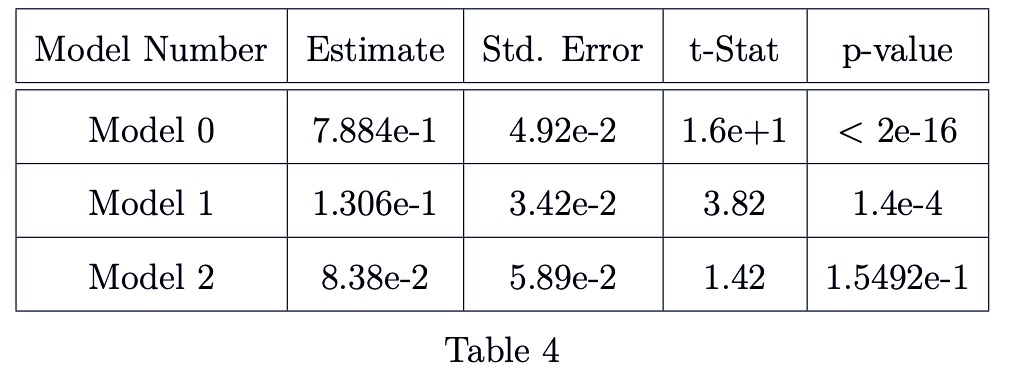 Model Number Estimate Std. Error t-Stat p-value
Model 0 7.884e-1 4.92e-2 1.6e+1 < 2e-16
Model 1 1.306e-1 3.42e-2 3.82 1.4e-4
Model 2 8.38e-2 5.89e-2 1.42 1.5492e-1
Table 4